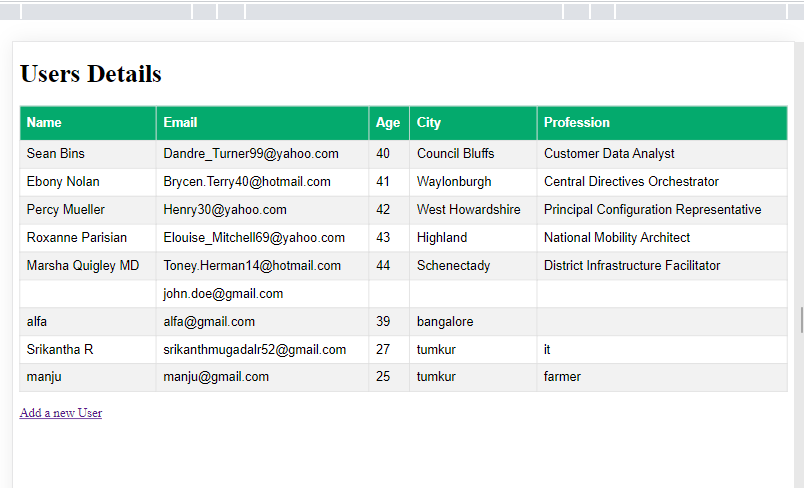 Users Details
Name Email Age City Profession
Sean Bins Dandre_Turner99@yahoo.com 40 Council Bluffs Customer Data Analyst
Ebony Nolan Brycen.Terry40@hotmail.com 41 Waylonburgh Central Directives Orchestrator
Percy Mueller Henry30@yahoo.com 42 West Howardshire Principal Configuration Representative
Roxanne Parisian Elouise_Mitchell69@yahoo.com 43 Highland National Mobility Architect
Marsha Quigley MD Toney.Herman14@hotmail.com 44 Schenectady District Infrastructure Facilitator
john.doe@gmail.com
alfa alfa@gmail.com 39 bangalore
Srikantha R srikanthmugadalr52@gmail.com 27 tumkur it
manju manju@gmail.com 25 tumkur farmer
Add a new User